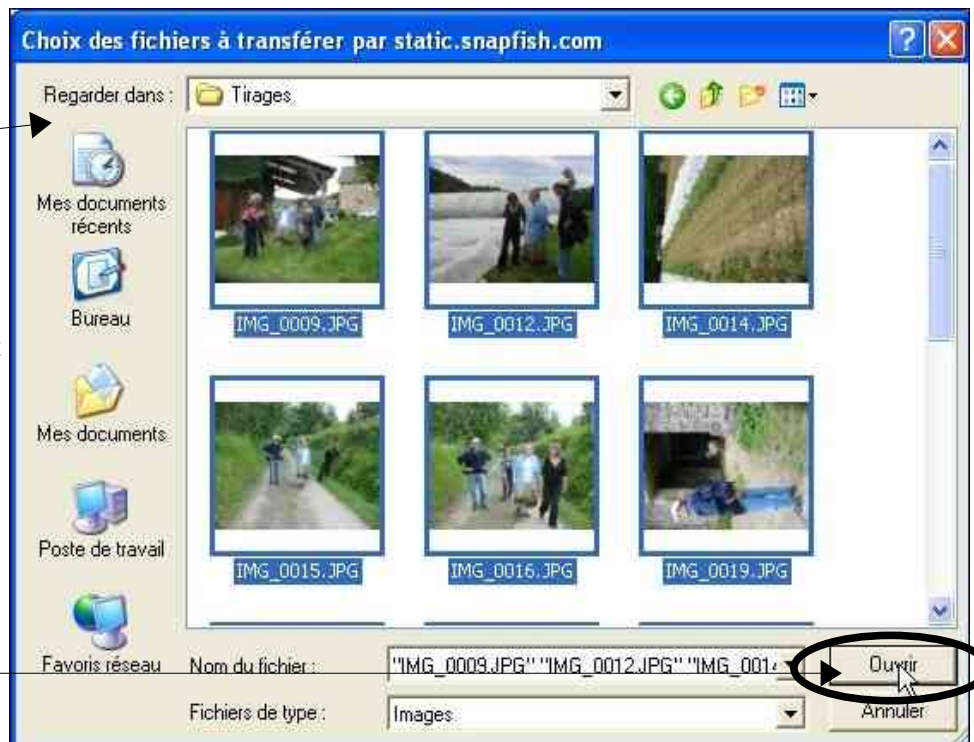 Choix des fichiers à transférer par static.snapfish.com
Regarder dans :
Tirages
Mes documents
récents
Bureau
Mes documents
Poste de travail
Favoris réseau
IMG_0009.JPG
IMG_0012.JPG
IMG_0014.JPG
IMG_0015.JPG
IMG_0016.JPG
IMG_0019.JPG
Nom du fichier :
"IMG_0009.JPG" "IMG_0012.JPG" "IMG_001
Ouvrir
Fichiers de type :
Images
Annuler